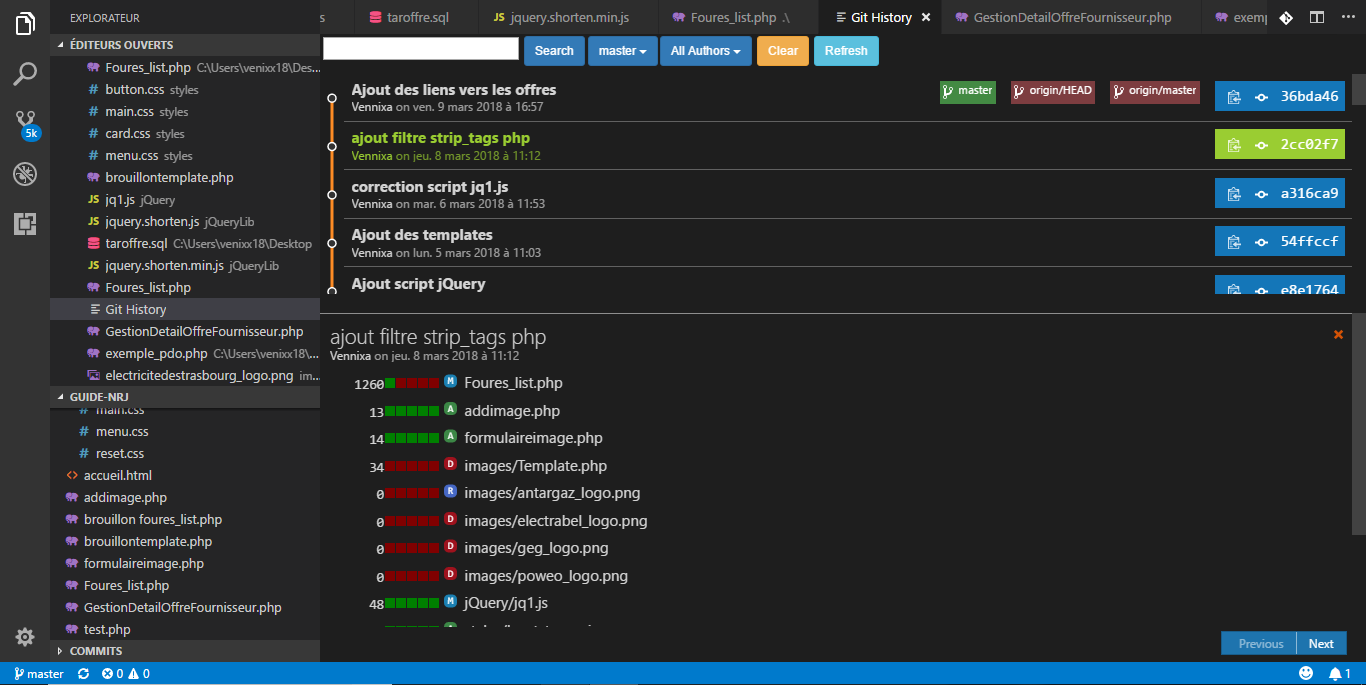 EXPLORATEUR
ÉDITEURS OUVERTS
Foures_list.php C:\Users\venixx18\Des...
# button.css styles
# main.css styles
# card.css styles
# menu.css styles
brouillontemplate.php
JS jq1.js jQuery
JS jquery.shorten.js jQueryLib
taroffre.sql C:\Users\venixx18\Desktop
JS jquery.shorten.min.js jQueryLib
Foures_list.php
Git History
GestionDetailOffreFournisseur.php
exemple_pdo.php C:\Users\venixx18\...
electricitedestrasbourg_logo.png im...
GUIDE-NRJ
# main.css
# menu.css
# reset.css
<> accueil.html
addimage.php
brouillon foures_list.php
brouillontemplate.php
formulaireimage.php
Foures_list.php
GestionDetailOffreFournisseur.php
test.php
COMMITS
5k
s taroffre.sql JS jquery.shorten.min.js Foures_list.php .\ Git History × GestionDetailOffreFournisseur.php exemp ...
Search master All Authors Clear Refresh
Ajout des liens vers les offres
Vennixa on ven. 9 mars 2018 à 16:57
master origin/HEAD origin/master 36bda46
ajout filtre strip_tags php
Vennixa on jeu. 8 mars 2018 à 11:12
2cc02f7
correction script jq1.js
Vennixa on mar. 6 mars 2018 à 11:53
a316ca9
Ajout des templates
Vennixa on lun. 5 mars 2018 à 11:03
54ffccf
Ajout script jQuery
e8e1764
ajout filtre strip_tags php
Vennixa on jeu. 8 mars 2018 à 11:12
1260 M Foures_list.php
13 A addimage.php
14 A formulaireimage.php
34 D images/Template.php
0 R images/antargaz_logo.png
0 D images/electrabel_logo.png
0 D images/geg_logo.png
0 D images/poweo_logo.png
48 M jQuery/jq1.js
Previous Next
master 0 0 1